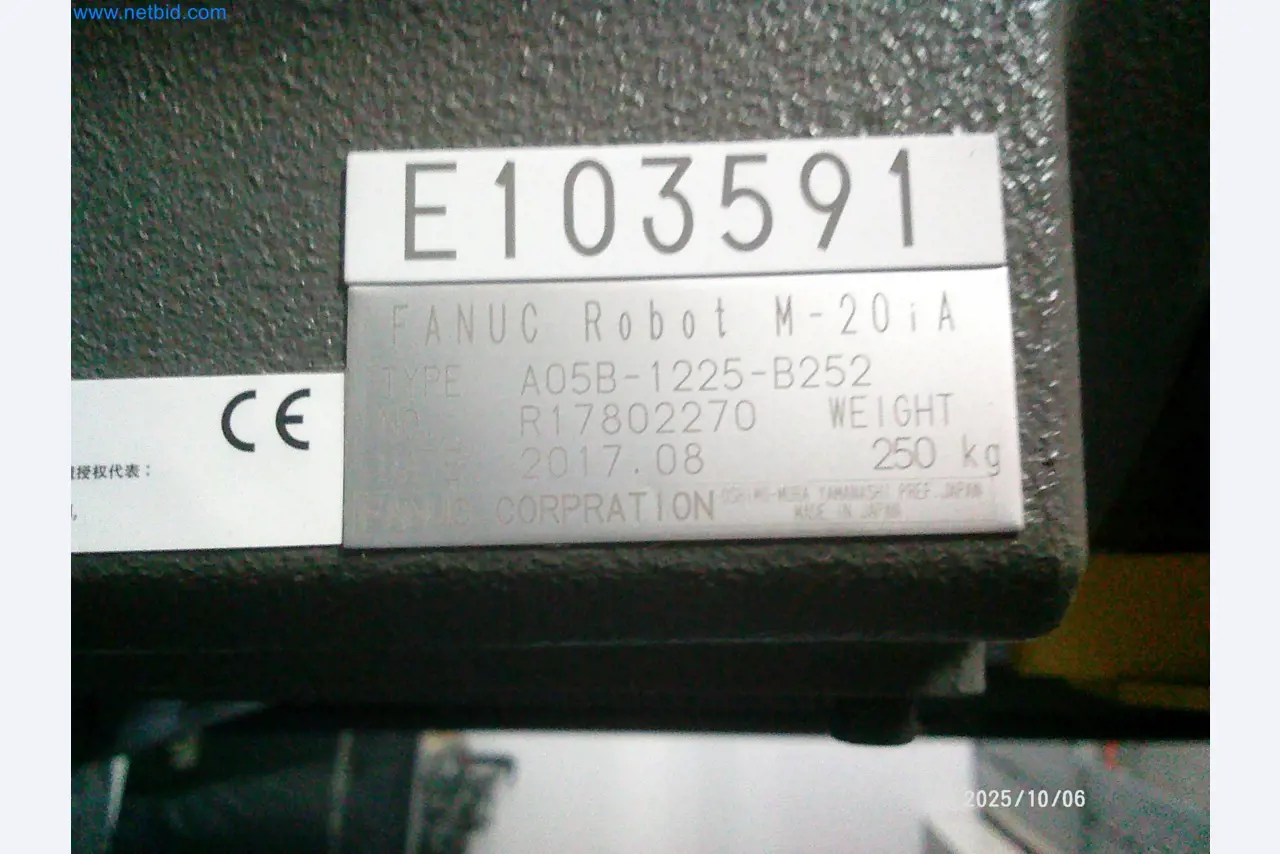 www.netbid.com
E103591
FANUC Robot M-20iA
TYPE A05B-1225-B252
NO. R17802270 WEIGHT
2017.08 250 kg
FANUC CORPRATION OSHINO-MURA YAMANASHI PREF. JAPAN
MADE IN JAPAN
CE
授权代表：
2025/10/06